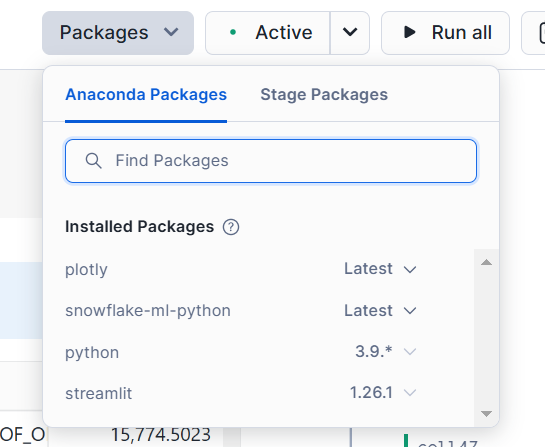 Packages Active Run all
Anaconda Packages Stage Packages
Find Packages
Installed Packages ?
plotly Latest
snowflake-ml-python Latest
python 3.9.*
streamlit 1.26.1
OF_O 15,774.5023